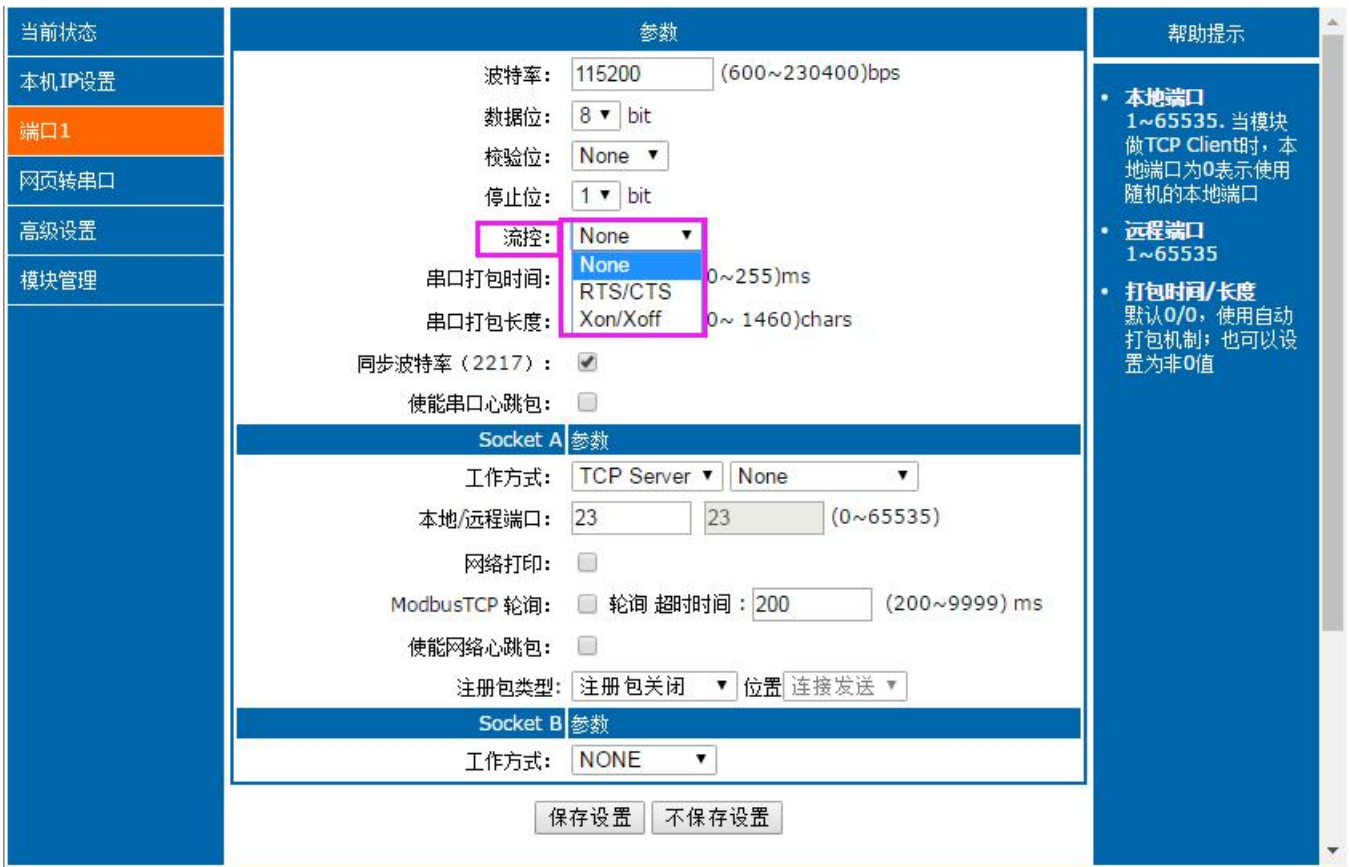 当前状态
本机IP设置
端口1
网页转串口
高级设置
模块管理
参数
波特率: 115200 (600~230400)bps
数据位: 8 bit
校验位: None
停止位: 1 bit
流控: None
None
RTS/CTS
Xon/Xoff
串口打包时间: 0~255)ms
串口打包长度: 0~ 1460)chars
同步波特率（2217）:
使能串口心跳包:
Socket A 参数
工作方式: TCP Server None
本地/远程端口: 23 23 (0~65535)
网络打印:
ModbusTCP 轮询: 轮询 超时时间 : 200 (200~9999) ms
使能网络心跳包:
注册包类型: 注册包关闭 位置 连接发送
Socket B 参数
工作方式: NONE
保存设置 不保存设置
帮助提示
• 本地端口
1~65535. 当模块
做TCP Client时，本
地端口为0表示使用
随机的本地端口
• 远程端口
1~65535
• 打包时间/长度
默认0/0，使用自动
打包机制；也可以设
置为非0值